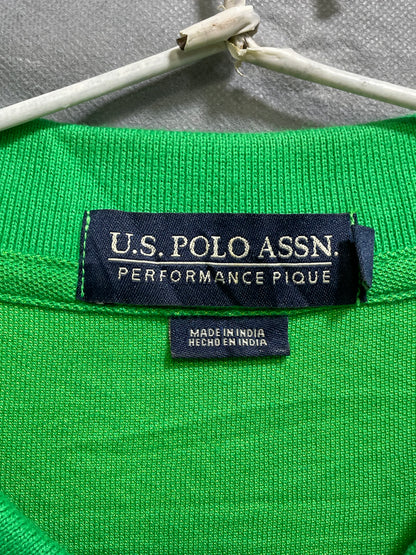 U.S. POLO ASSN.
PERFORMANCE PIQUE
MADE IN INDIA
HECHO EN INDIA